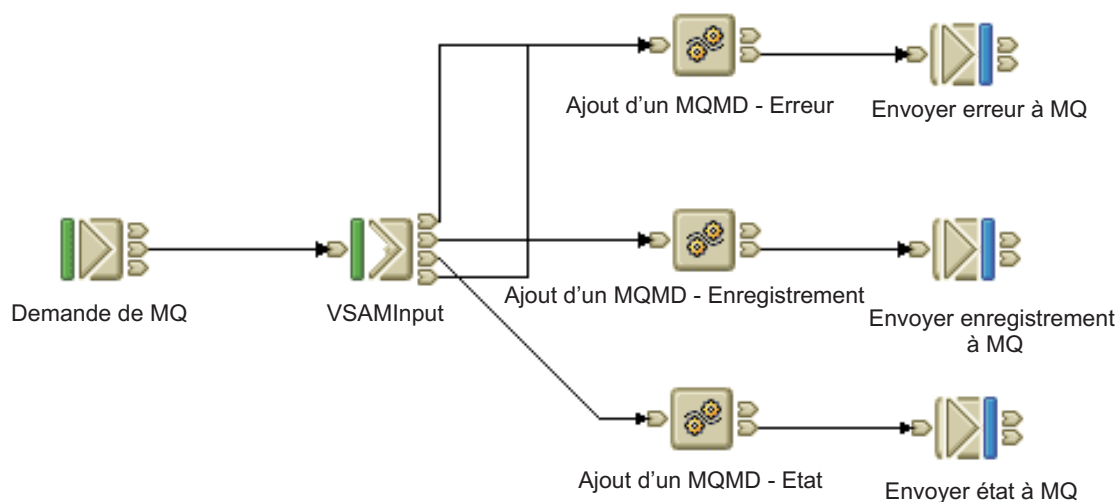 Ajout d'un MQMD - Erreur
Envoyer erreur à MQ
Demande de MQ
VSAMInput
Ajout d'un MQMD - Enregistrement
Envoyer enregistrement
à MQ
Ajout d'un MQMD - Etat
Envoyer état à MQ